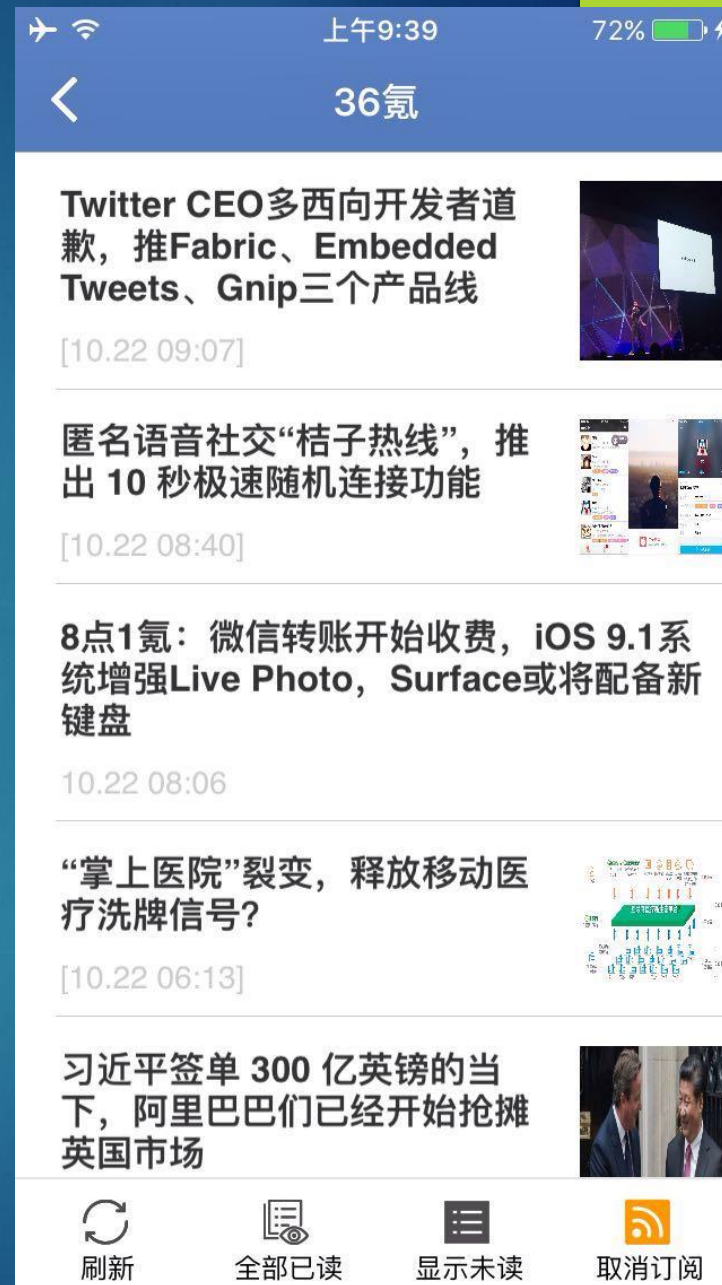 上午9:39
72%
36氪
Twitter CEO多西向开发者道
歉，推Fabric、Embedded
Tweets、Gnip三个产品线
[10.22 09:07]
匿名语音社交“桔子热线”，推
出 10 秒极速随机连接功能
[10.22 08:40]
8点1氪：微信转账开始收费，iOS 9.1系
统增强Live Photo，Surface或将配备新
键盘
10.22 08:06
“掌上医院”裂变，释放移动医
疗洗牌信号？
[10.22 06:13]
习近平签单 300 亿英镑的当
下，阿里巴巴们已经开始抢摊
英国市场
刷新
全部已读
显示未读
取消订阅